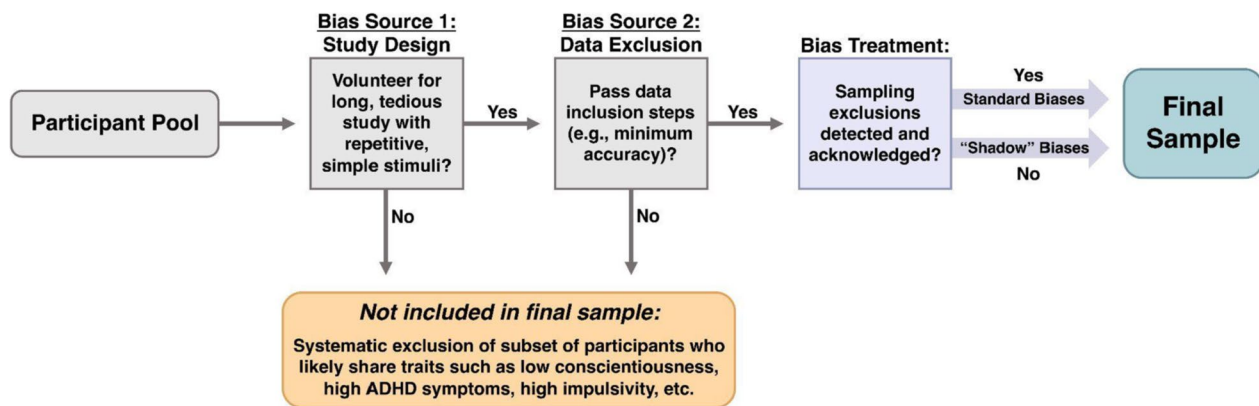 Bias Source 1:
Study Design
Bias Source 2:
Data Exclusion
Bias Treatment:
Participant Pool
Volunteer for
long, tedious
study with
repetitive,
simple stimuli?
Yes
Pass data
inclusion steps
(e.g., minimum
accuracy)?
Yes
Sampling
exclusions
detected and
acknowledged?
Yes
Standard Biases
“Shadow” Biases
No
Final
Sample
No
No
Not included in final sample:
Systematic exclusion of subset of participants who
likely share traits such as low conscientiousness,
high ADHD symptoms, high impulsivity, etc.